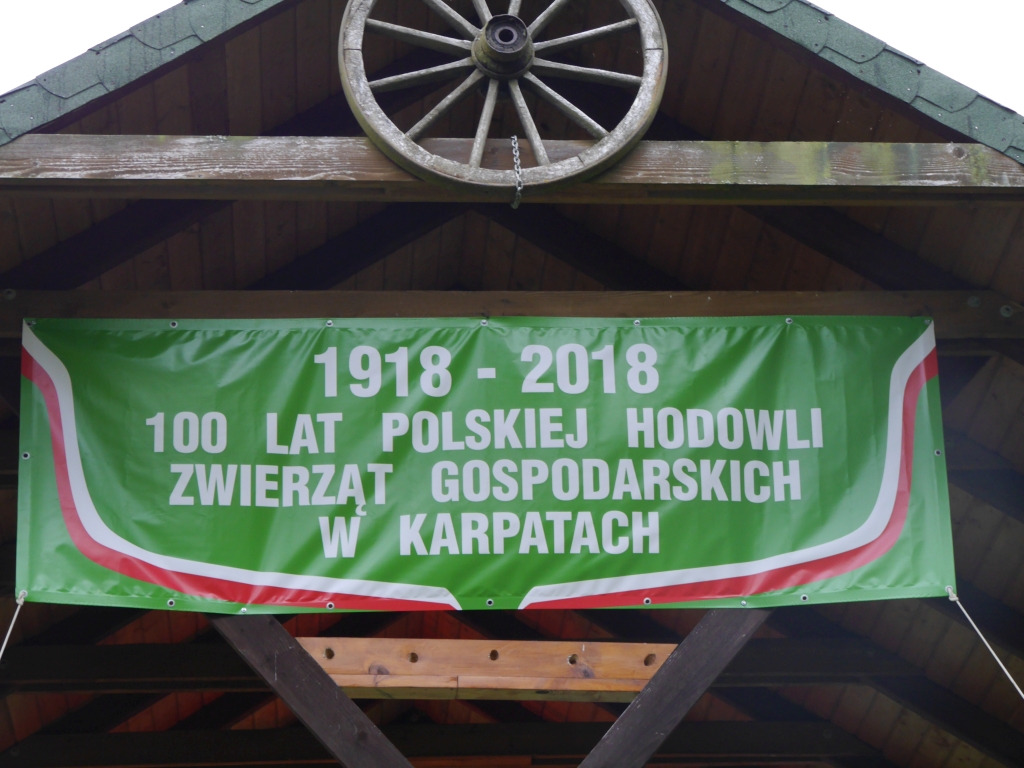 1918 - 2018
100 LAT POLSKIEJ HODOWLI
ZWIERZĄT GOSPODARSKICH
W KARPATACH